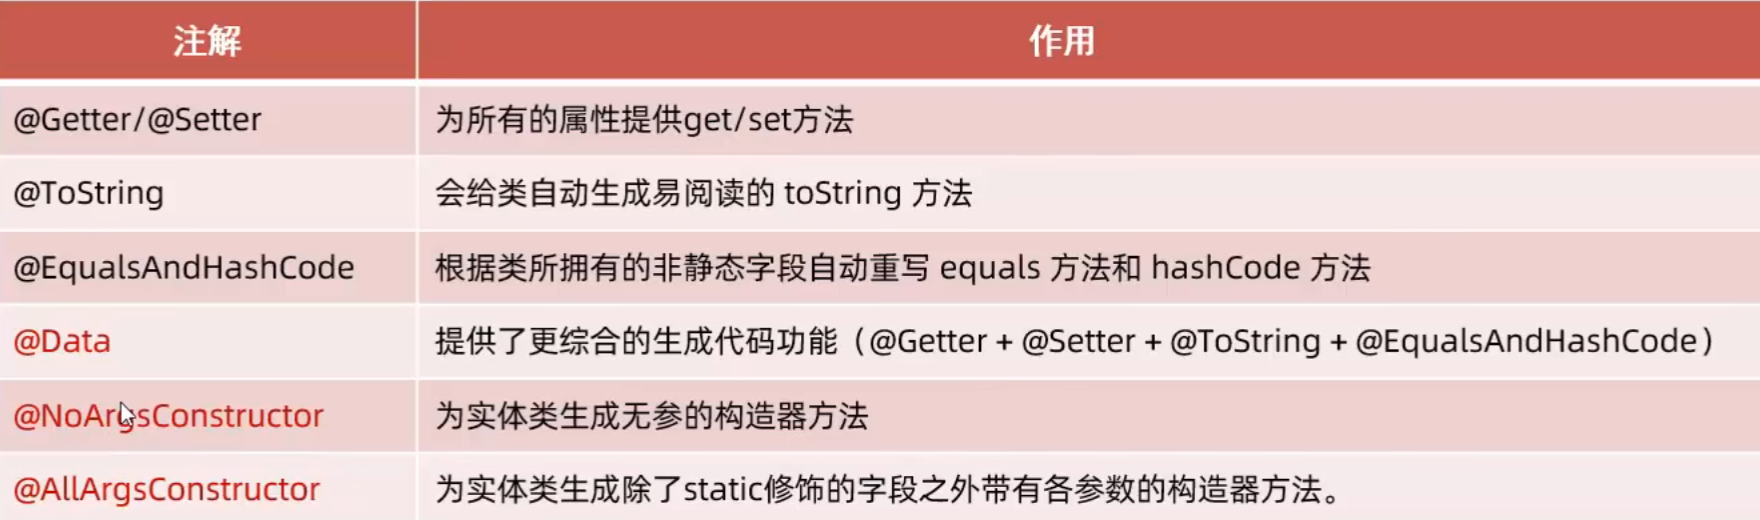 注解 作用
@Getter/@Setter 为所有的属性提供get/set方法
@ToString 会给类自动生成易阅读的 toString 方法
@EqualsAndHashCode 根据类所拥有的非静态字段自动重写 equals 方法和 hashCode 方法
@Data 提供了更综合的生成代码功能（@Getter + @Setter + @ToString + @EqualsAndHashCode）
@NoArgsConstructor 为实体类生成无参的构造器方法
@AllArgsConstructor 为实体类生成除了static修饰的字段之外带有各参数的构造器方法。